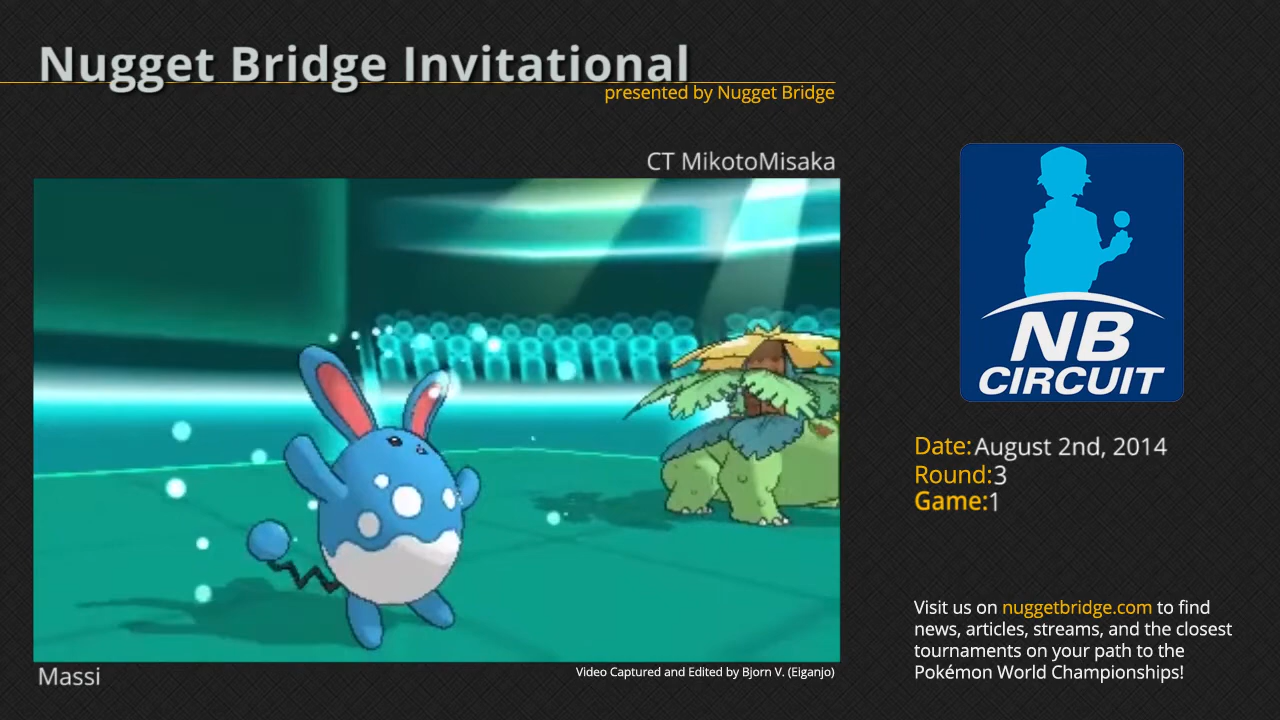 Nugget Bridge Invitational
presented by Nugget Bridge
CT MikotoMisaka
NB
CIRCUIT
Date: August 2nd, 2014
Round: 3
Game: 1
Visit us on nuggetbridge.com to find
news, articles, streams, and the closest
tournaments on your path to the
Pokémon World Championships!
Massi
Video Captured and Edited by Bjorn V. (Eiganjo)